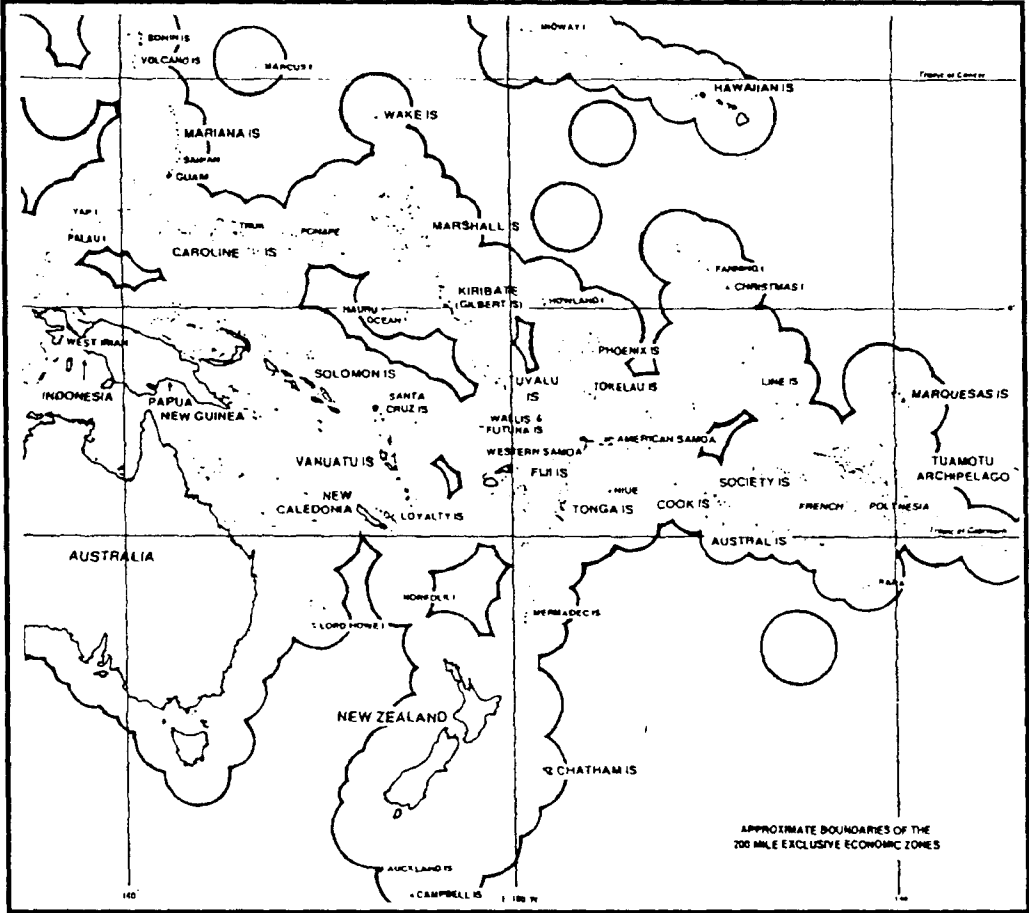 MIDWAY I
BONIN IS
VOLCANO IS
MARCUS I
Tropic of Cancer
HAWAIIAN IS
WAKE IS
MARIANA IS
SAIPAN
GUAM
YAP I
TRUK
PONAPE
MARSHALL IS
PALAU I
CAROLINE IS
FANNING I
CHRISTMAS I
KIRIBATE
(GILBERT IS)
HOWLAND I
NAURU
OCEAN I
0°
WEST IRIAN
PHOENIX IS
SOLOMON IS
UVALU
IS
TOKELAU IS
LINE IS
INDONESIA
PAPUA
NEW GUINEA
SANTA
CRUZ IS
MARQUESAS IS
WALLIS &
FUTUNA IS
AMERICAN SAMOA
WESTERN SAMOA
VANUATU IS
FIJI IS
TUAMOTU
ARCHIPELAGO
SOCIETY IS
NIUE
NEW
CALEDONIA
LOYALTY IS
TONGA IS
COOK IS
FRENCH POLYNESIA
Tropic of Capricorn
AUSTRAL IS
AUSTRALIA
RAPA
NORFOLK I
KERMADEC IS
LORD HOWE I
NEW ZEALAND
CHATHAM IS
APPROXIMATE BOUNDARIES OF THE
200 MILE EXCLUSIVE ECONOMIC ZONES
AUCKLAND IS
CAMPBELL IS
140
180 W